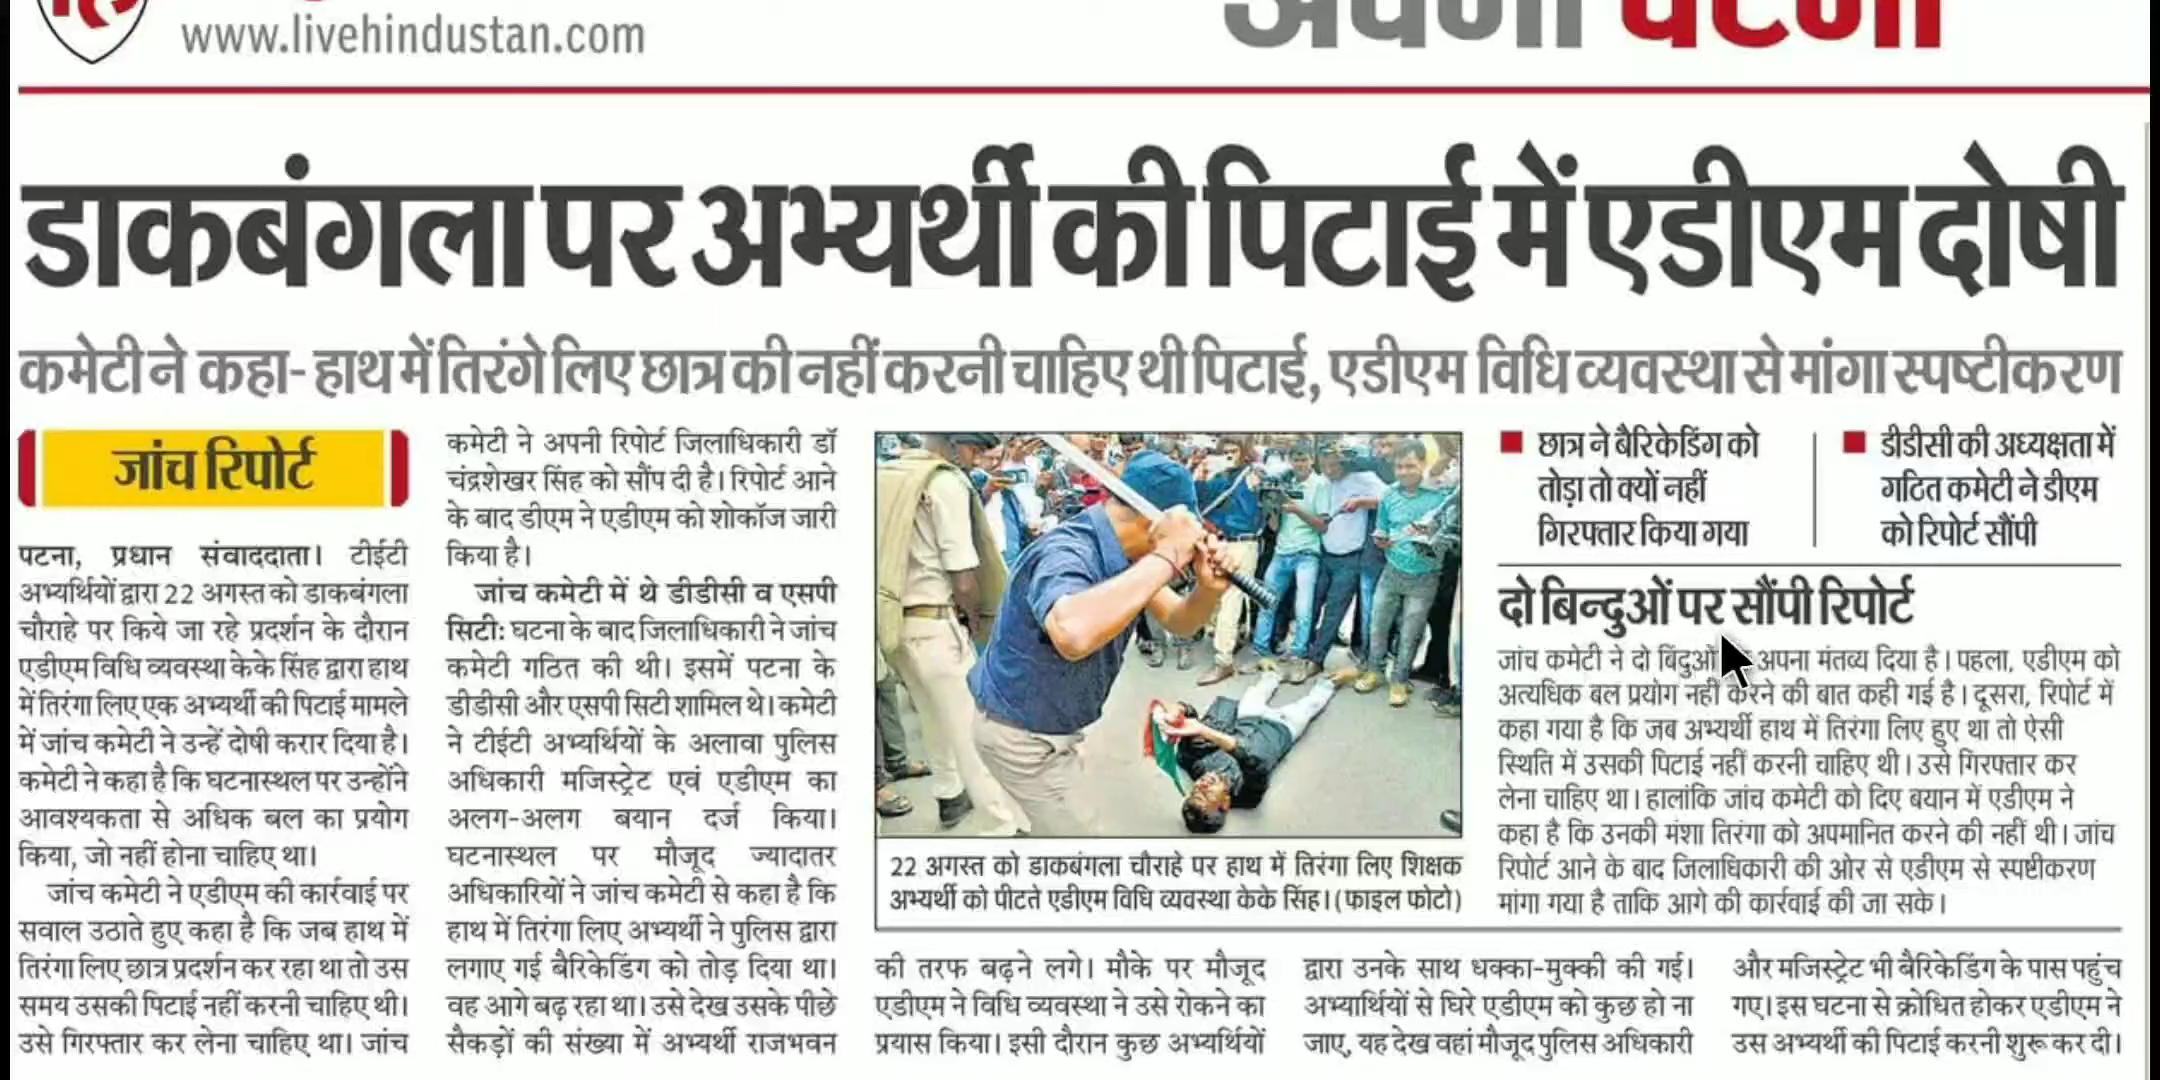 www.livehindustan.com
अपना पटना
डाकबंगला पर अभ्यर्थी की पिटाई में एडीएम दोषी
कमेटी ने कहा- हाथ में तिरंगे लिए छात्र की नहीं करनी चाहिए थी पिटाई, एडीएम विधि व्यवस्था से मांगा स्पष्टीकरण
जांच रिपोर्ट
पटना, प्रधान संवाददाता। टीईटी
अभ्यर्थियों द्वारा 22 अगस्त को डाकबंगला
चौराहे पर किये जा रहे प्रदर्शन के दौरान
एडीएम विधि व्यवस्था केके सिंह द्वारा हाथ
में तिरंगा लिए एक अभ्यर्थी की पिटाई मामले
में जांच कमेटी ने उन्हें दोषी करार दिया है।
कमेटी ने कहा है कि घटनास्थल पर उन्होंने
आवश्यकता से अधिक बल का प्रयोग
किया, जो नहीं होना चाहिए था।
जांच कमेटी ने एडीएम की कार्रवाई पर
सवाल उठाते हुए कहा है कि जब हाथ में
तिरंगा लिए छात्र प्रदर्शन कर रहा था तो उस
समय उसकी पिटाई नहीं करनी चाहिए थी।
उसे गिरफ्तार कर लेना चाहिए था। जांच
कमेटी ने अपनी रिपोर्ट जिलाधिकारी डॉ
चंद्रशेखर सिंह को सौंप दी है। रिपोर्ट आने
के बाद डीएम ने एडीएम को शोकॉज जारी
किया है।
जांच कमेटी में थे डीडीसी व एसपी
सिटी: घटना के बाद जिलाधिकारी ने जांच
कमेटी गठित की थी। इसमें पटना के
डीडीसी और एसपी सिटी शामिल थे। कमेटी
ने टीईटी अभ्यर्थियों के अलावा पुलिस
अधिकारी मजिस्ट्रेट एवं एडीएम का
अलग-अलग बयान दर्ज किया।
घटनास्थल पर मौजूद ज्यादातर
अधिकारियों ने जांच कमेटी से कहा है कि
हाथ में तिरंगा लिए अभ्यर्थी ने पुलिस द्वारा
लगाए गई बैरिकेडिंग को तोड़ दिया था।
वह आगे बढ़ रहा था। उसे देख उसके पीछे
सैकड़ों की संख्या में अभ्यर्थी राजभवन
22 अगस्त को डाकबंगला चौराहे पर हाथ में तिरंगा लिए शिक्षक
अभ्यर्थी को पीटते एडीएम विधि व्यवस्था केके सिंह। (फाइल फोटो)
छात्र ने बैरिकेडिंग को
तोड़ा तो क्यों नहीं
गिरफ्तार किया गया
डीडीसी की अध्यक्षता में
गठित कमेटी ने डीएम
को रिपोर्ट सौंपी
दो बिन्दुओं पर सौंपी रिपोर्ट
जांच कमेटी ने दो बिंदुओं अपना मंतव्य दिया है। पहला, एडीएम को
अत्यधिक बल प्रयोग नहीं करने की बात कही गई है। दूसरा, रिपोर्ट में
कहा गया है कि जब अभ्यर्थी हाथ में तिरंगा लिए हुए था तो ऐसी
स्थिति में उसकी पिटाई नहीं करनी चाहिए थी। उसे गिरफ्तार कर
लेना चाहिए था। हालांकि जांच कमेटी को दिए बयान में एडीएम ने
कहा है कि उनकी मंशा तिरंगा को अपमानित करने की नहीं थी। जांच
रिपोर्ट आने के बाद जिलाधिकारी की ओर से एडीएम से स्पष्टीकरण
मांगा गया है ताकि आगे की कार्रवाई की जा सके।
की तरफ बढ़ने लगे। मौके पर मौजूद
एडीएम ने विधि व्यवस्था ने उसे रोकने का
प्रयास किया। इसी दौरान कुछ अभ्यर्थियों
द्वारा उनके साथ धक्का-मुक्की की गई।
अभ्यार्थियों से घिरे एडीएम को कुछ हो ना
जाए, यह देख वहां मौजूद पुलिस अधिकारी
और मजिस्ट्रेट भी बैरिकेडिंग के पास पहुंच
गए। इस घटना से क्रोधित होकर एडीएम ने
उस अभ्यर्थी की पिटाई करनी शुरू कर दी।